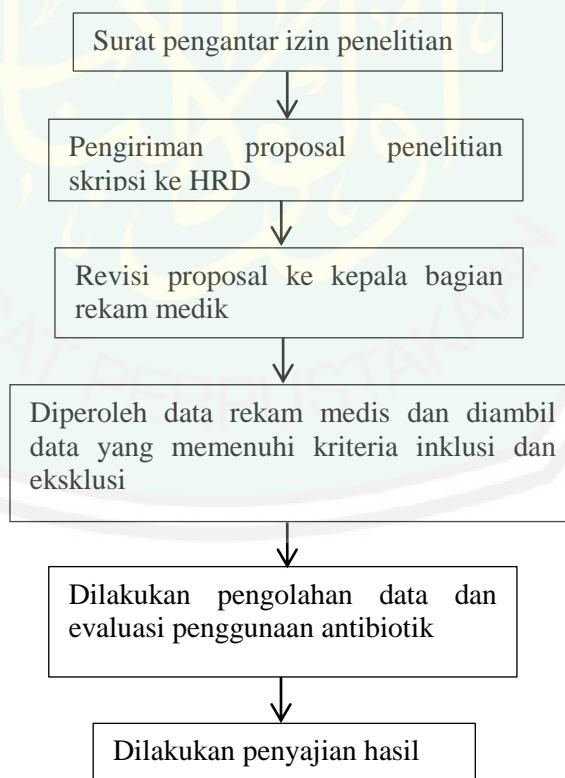 Surat pengantar izin penelitian
Pengiriman proposal penelitian
skripsi ke HRD
Revisi proposal ke kepala bagian
rekam medik
Diperoleh data rekam medis dan diambil
data yang memenuhi kriteria inklusi dan
eksklusi
Dilakukan pengolahan data dan
evaluasi penggunaan antibiotik
Dilakukan penyajian hasil